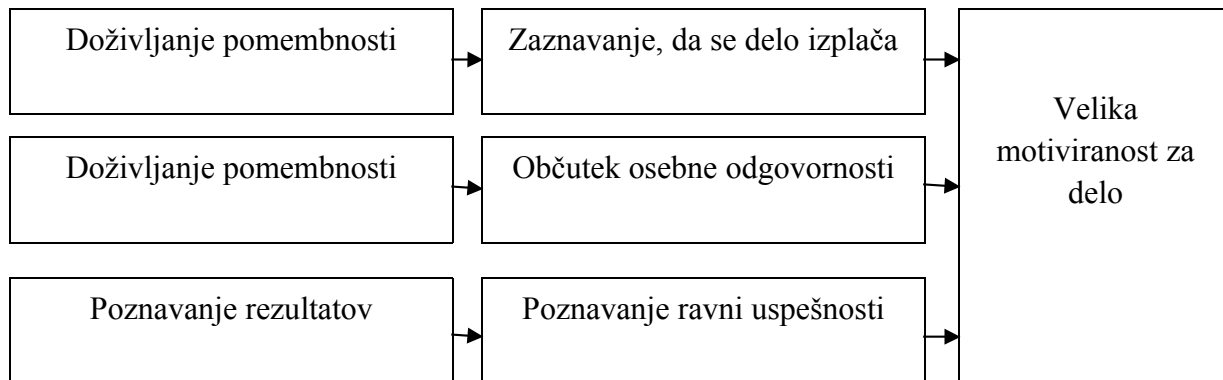 Doživljanje pomembnosti
Zaznavanje, da se delo izplača
Doživljanje pomembnosti
Občutek osebne odgovornosti
Poznavanje rezultatov
Poznavanje ravni uspešnosti
Velika
motiviranost za
delo